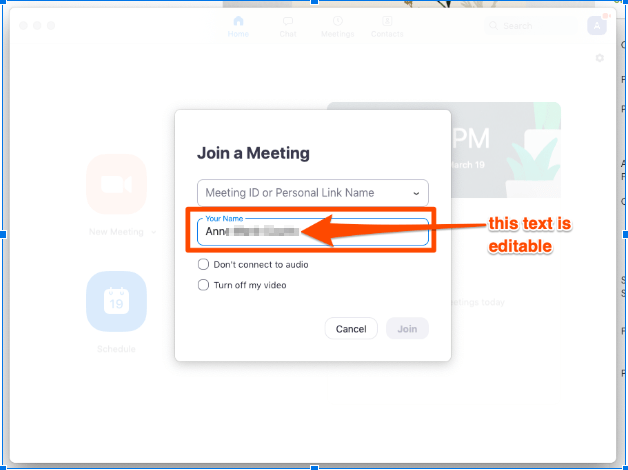 Home Chat Meetings Contacts Search A
PM
March 19
Join a Meeting
Meeting ID or Personal Link Name
Your Name
Anne
this text is
editable
New Meeting
Don't connect to audio
Turn off my video
19
etings today
Cancel Join
Schedule